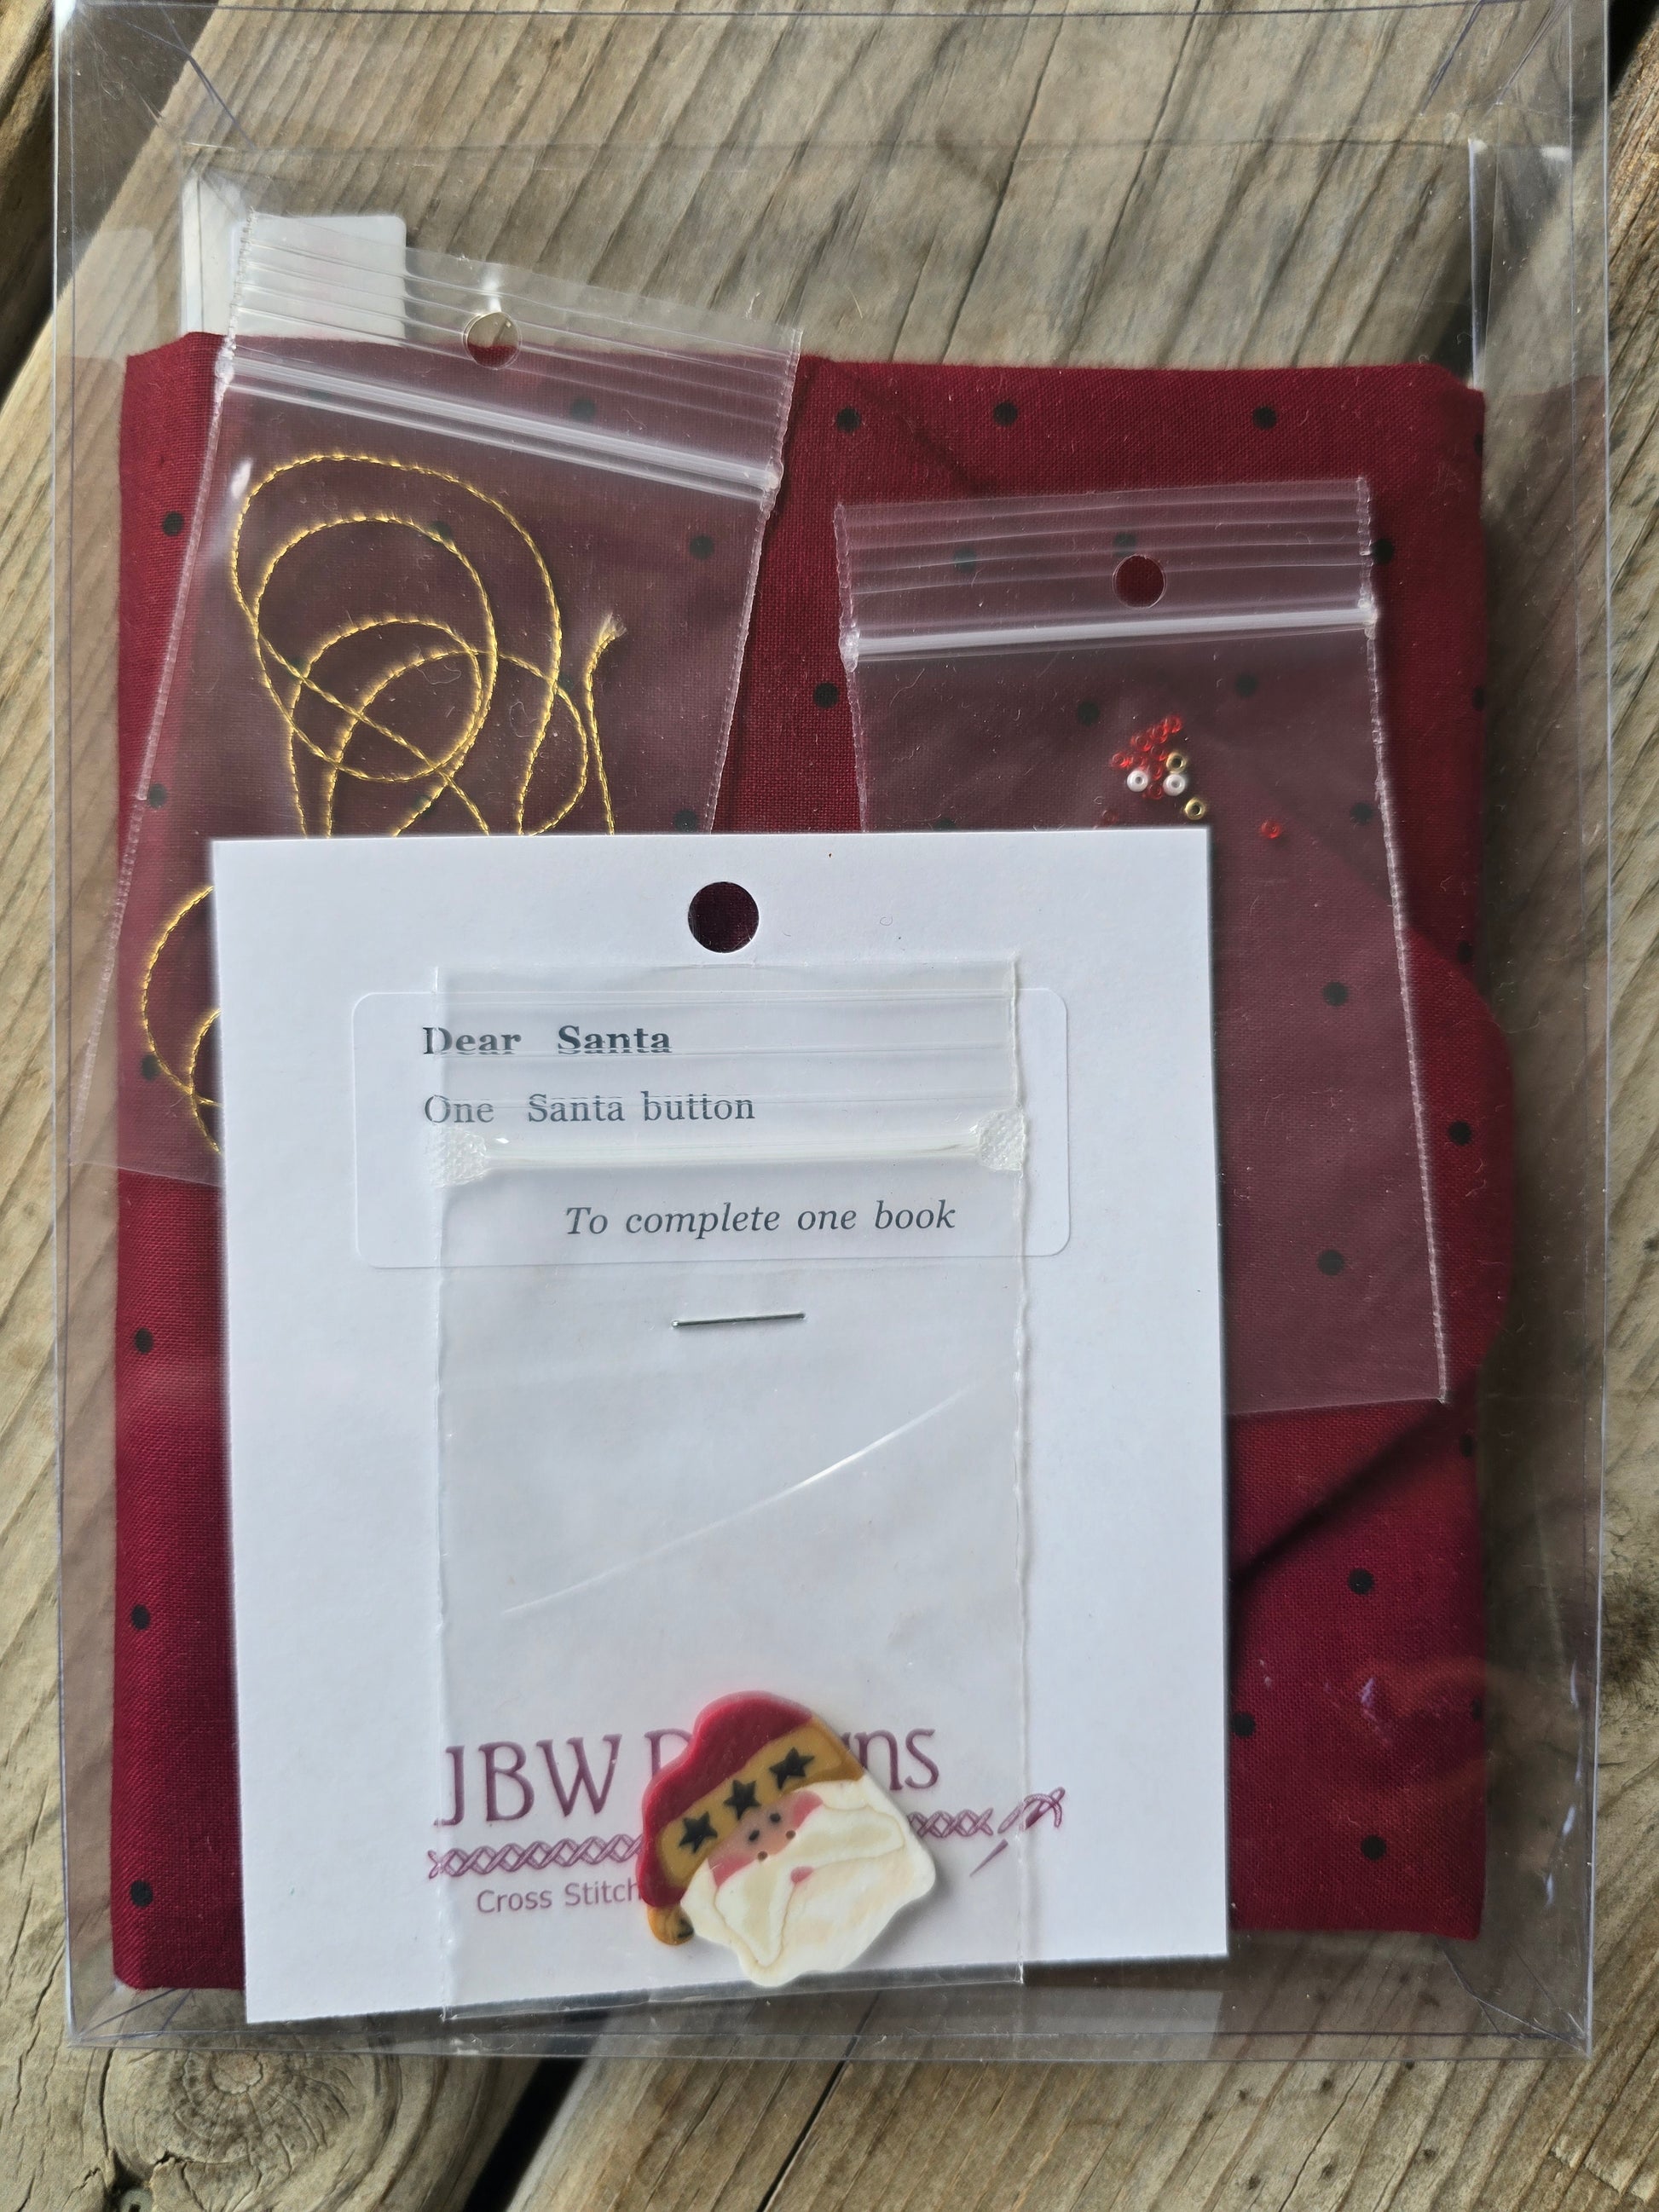 Dear Santa
One Santa button
To complete one book
JBW
Cross Stitch